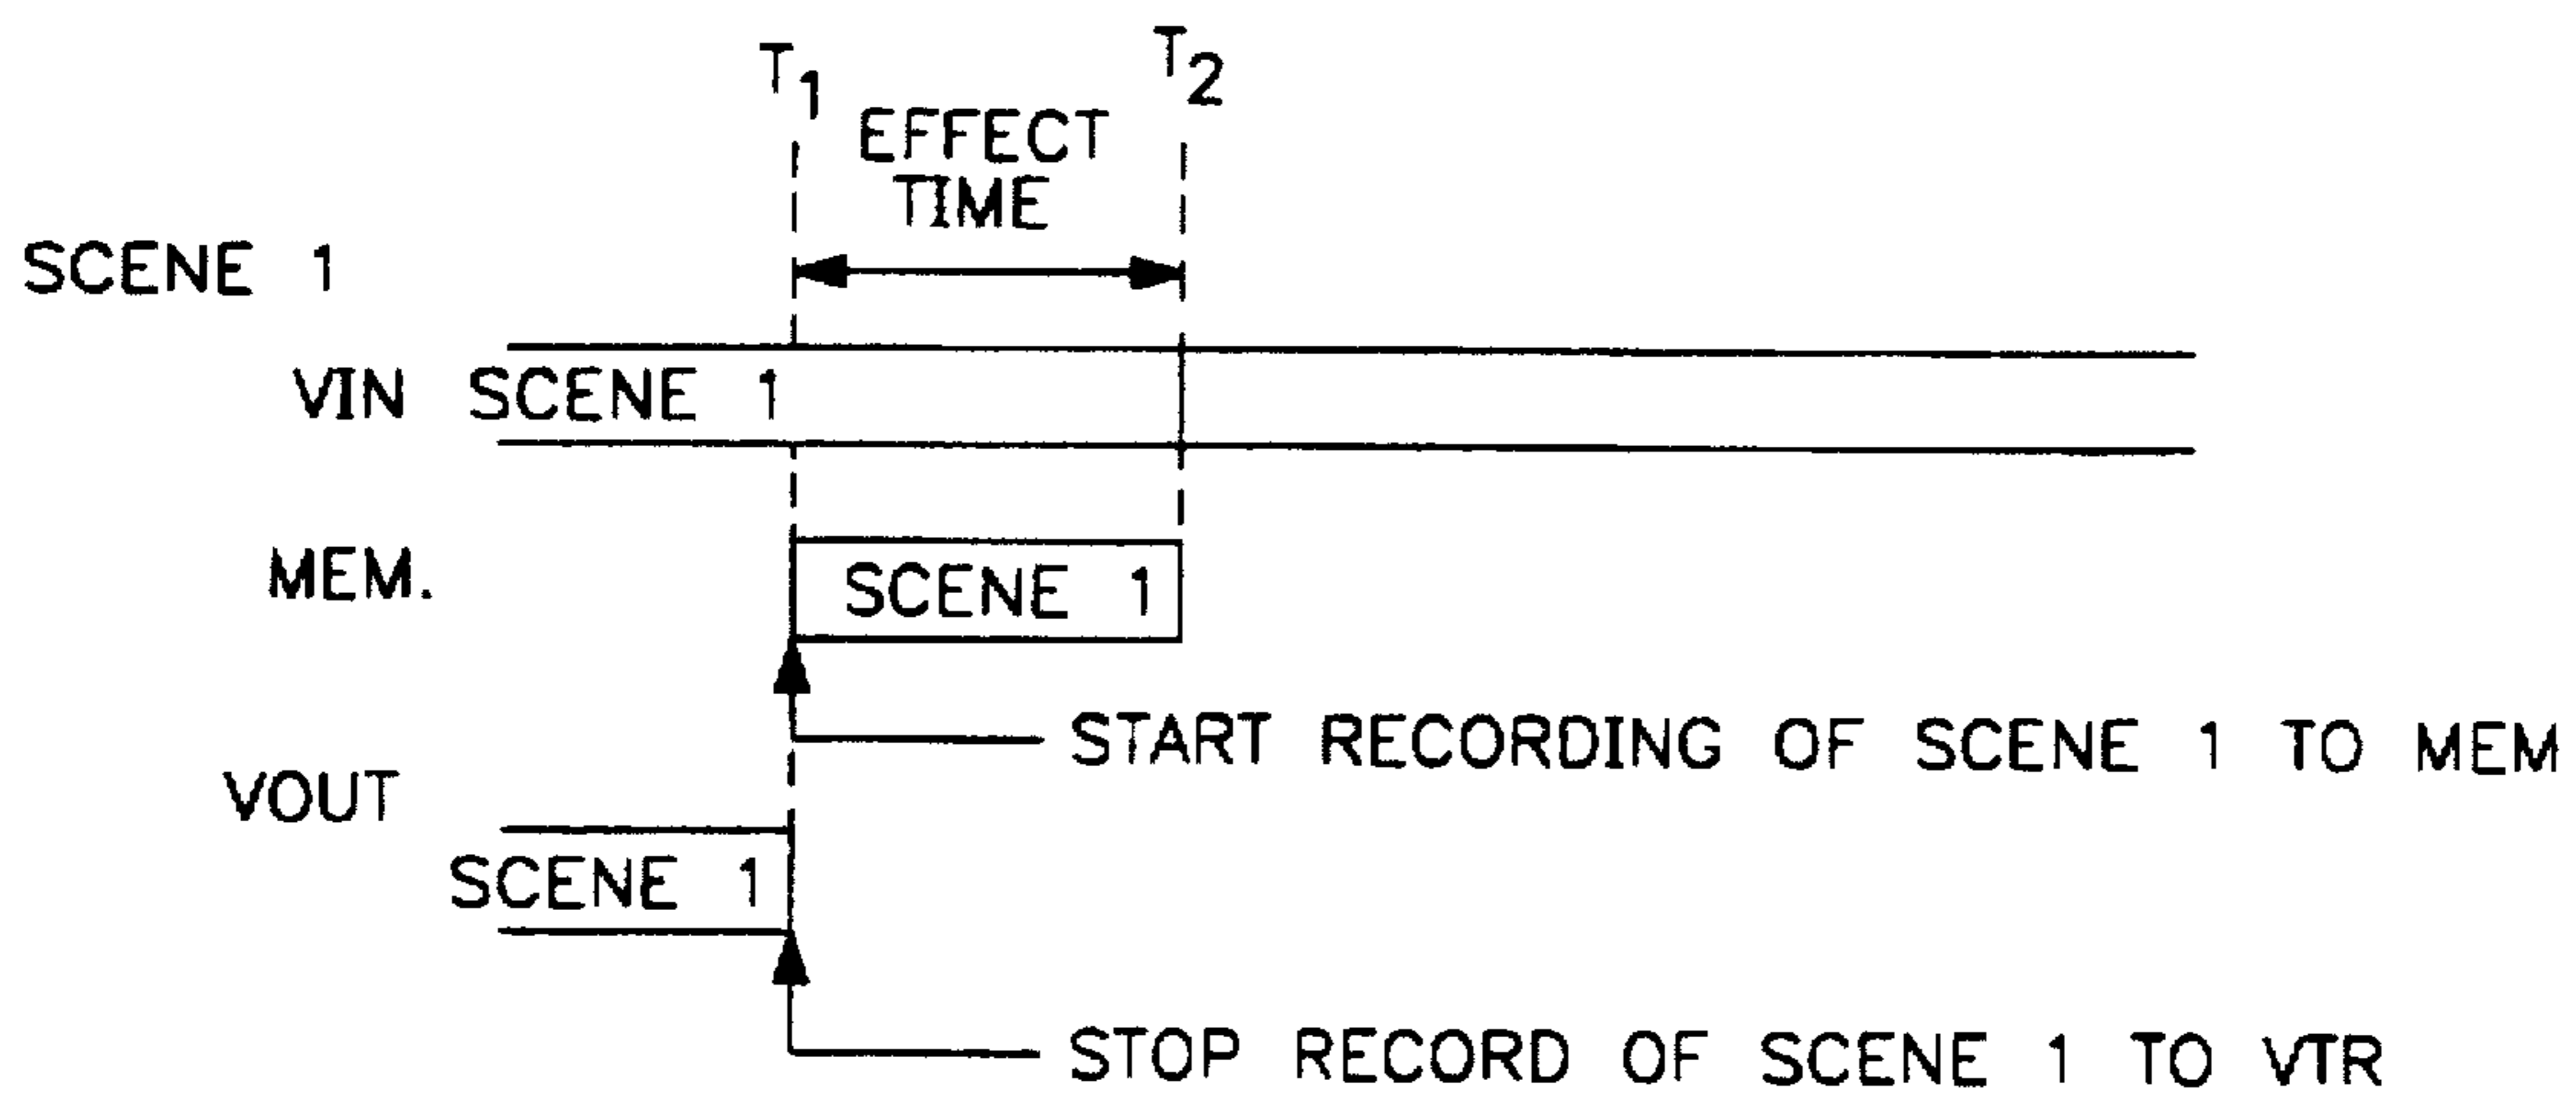 T1
T2
EFFECT
TIME
SCENE 1
VIN SCENE 1
MEM.
SCENE 1
START RECORDING OF SCENE 1 TO MEM
VOUT
SCENE 1
STOP RECORD OF SCENE 1 TO VTR